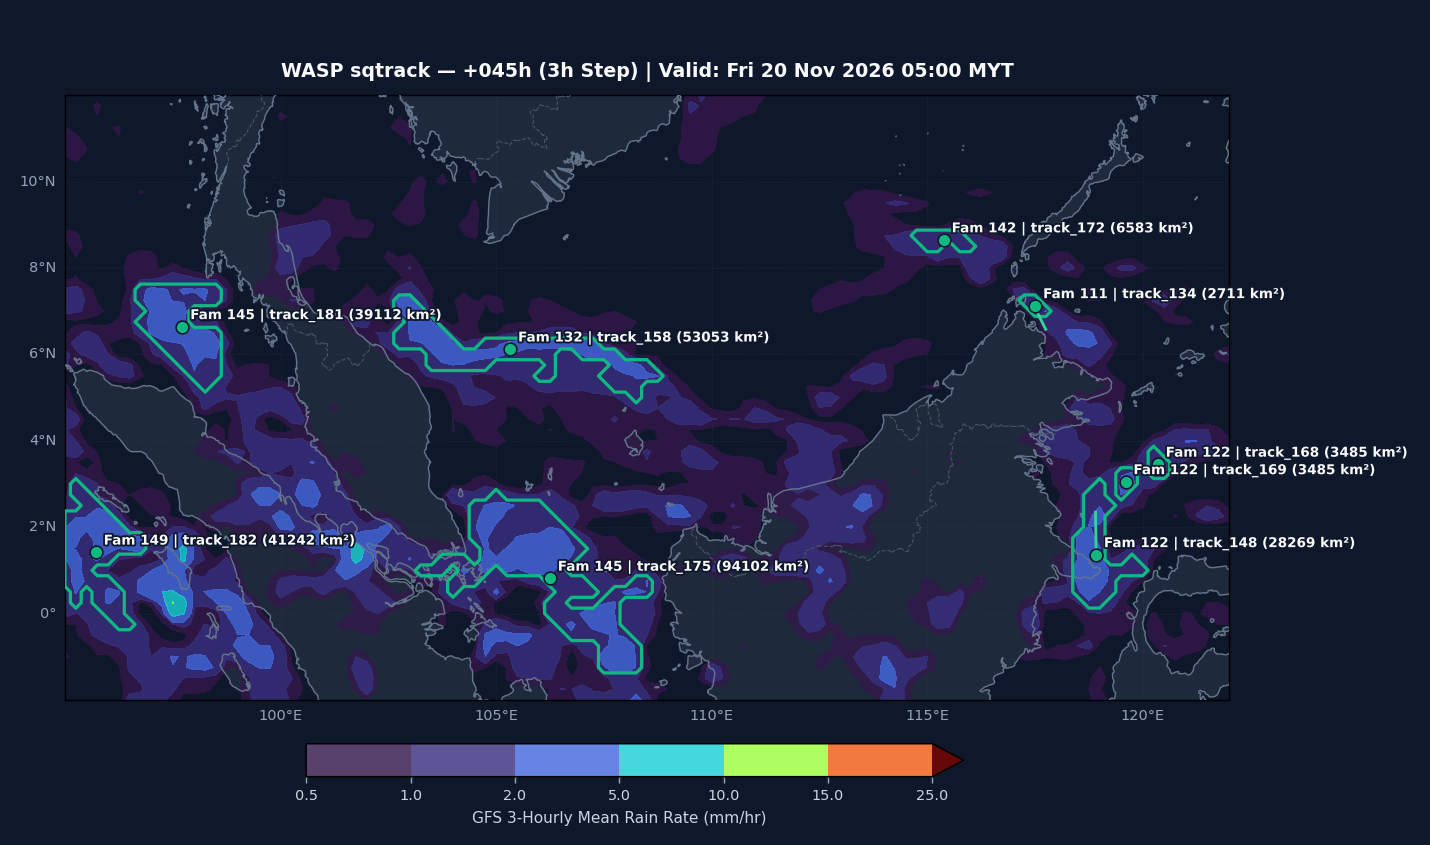 WASP sqtrack — +045h (3h Step) | Valid: Fri 20 Nov 2026 05:00 MYT
10°N
8°N
6°N
4°N
2°N
0°
Fam 142 | track_172 (6583 km²)
Fam 111 | track_134 (2711 km²)
Fam 145 | track_181 (39112 km²)
Fam 132 | track_158 (53053 km²)
Fam 122 | track_168 (3485 km²)
Fam 122 | track_169 (3485 km²)
Fam 149 | track_182 (41242 km²)
Fam 122 | track_148 (28269 km²)
Fam 145 | track_175 (94102 km²)
100°E 105°E 110°E 115°E 120°E
0.5 1.0 2.0 5.0 10.0 15.0 25.0
GFS 3-Hourly Mean Rain Rate (mm/hr)